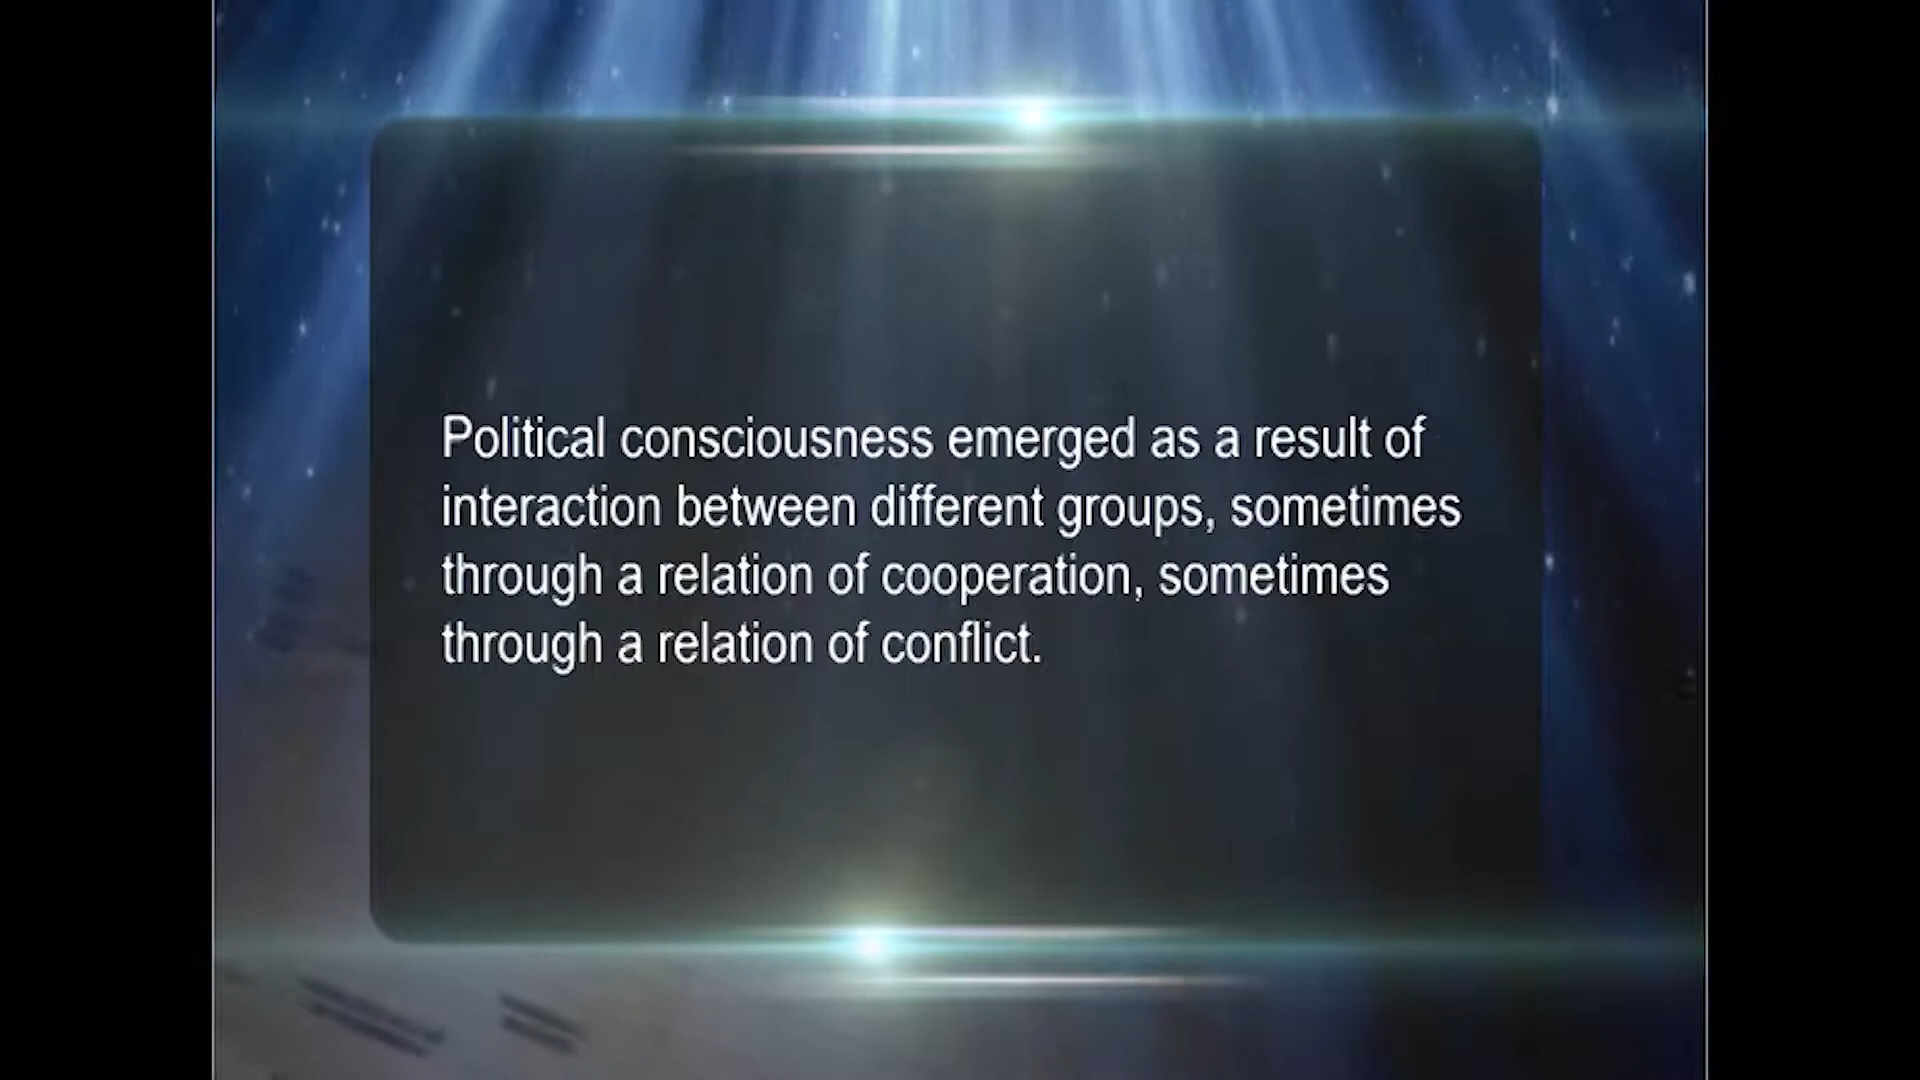 Political consciousness emerged as a result of
interaction between different groups, sometimes
through a relation of cooperation, sometimes
through a relation of conflict.